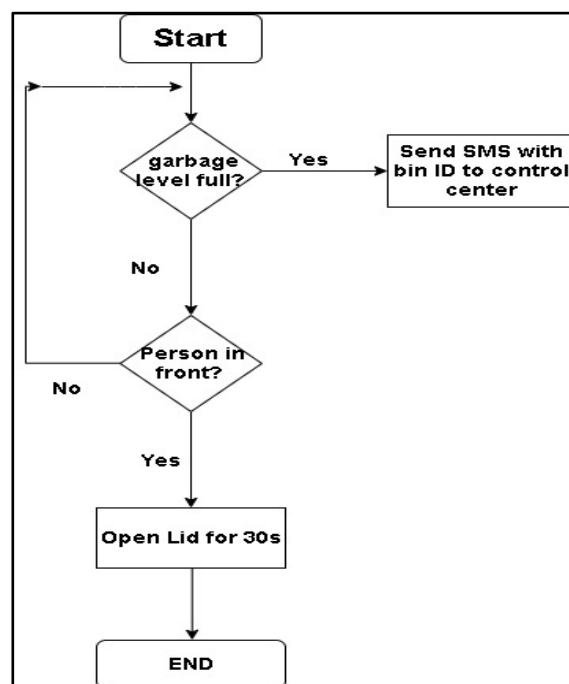 Start
garbage
level full?
Yes
Send SMS with
bin ID to control
center
No
Person in
front?
No
Yes
Open Lid for 30s
END